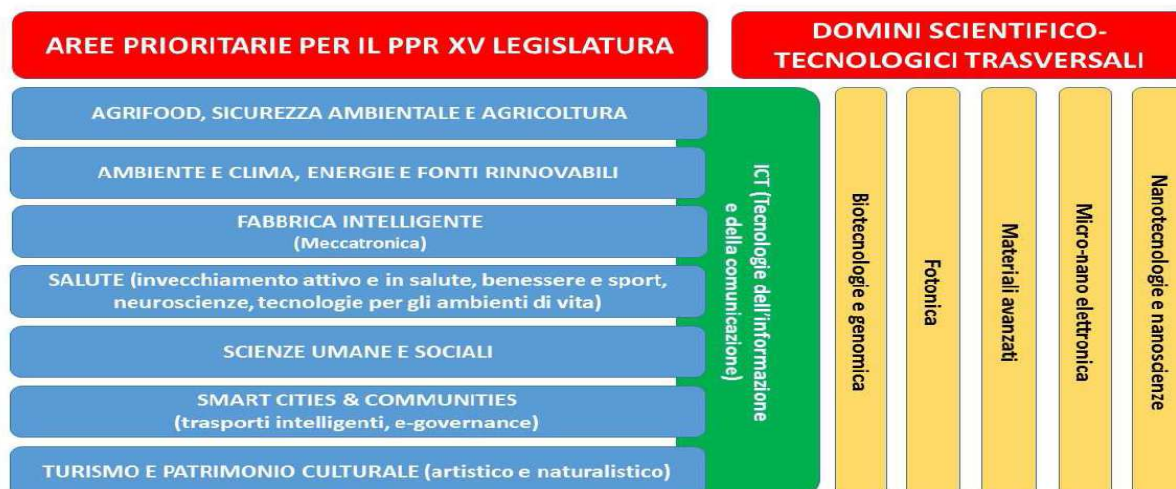 AREE PRIORITARIE PER IL PPR XV LEGISLATURA
DOMINI SCIENTIFICO-
TECNOLOGICI TRASVERSALI
AGRIFOOD, SICUREZZA AMBIENTALE E AGRICOLTURA
AMBIENTE E CLIMA, ENERGIE E FONTI RINNOVABILI
FABBRICA INTELLIGENTE
(Meccatronica)
SALUTE (invecchiamento attivo e in salute, benessere e sport,
neuroscienze, tecnologie per gli ambienti di vita)
SCIENZE UMANE E SOCIALI
SMART CITIES & COMMUNITIES
(trasporti intelligenti, e-governance)
TURISMO E PATRIMONIO CULTURALE (artistico e naturalistico)
ICT (Tecnologie dell'informazione
e della comunicazione)
Biotecnologie e genomica
Fotonica
Materiali avanzati
Micro-nano elettronica
Nanotecnologie e nanoscienze